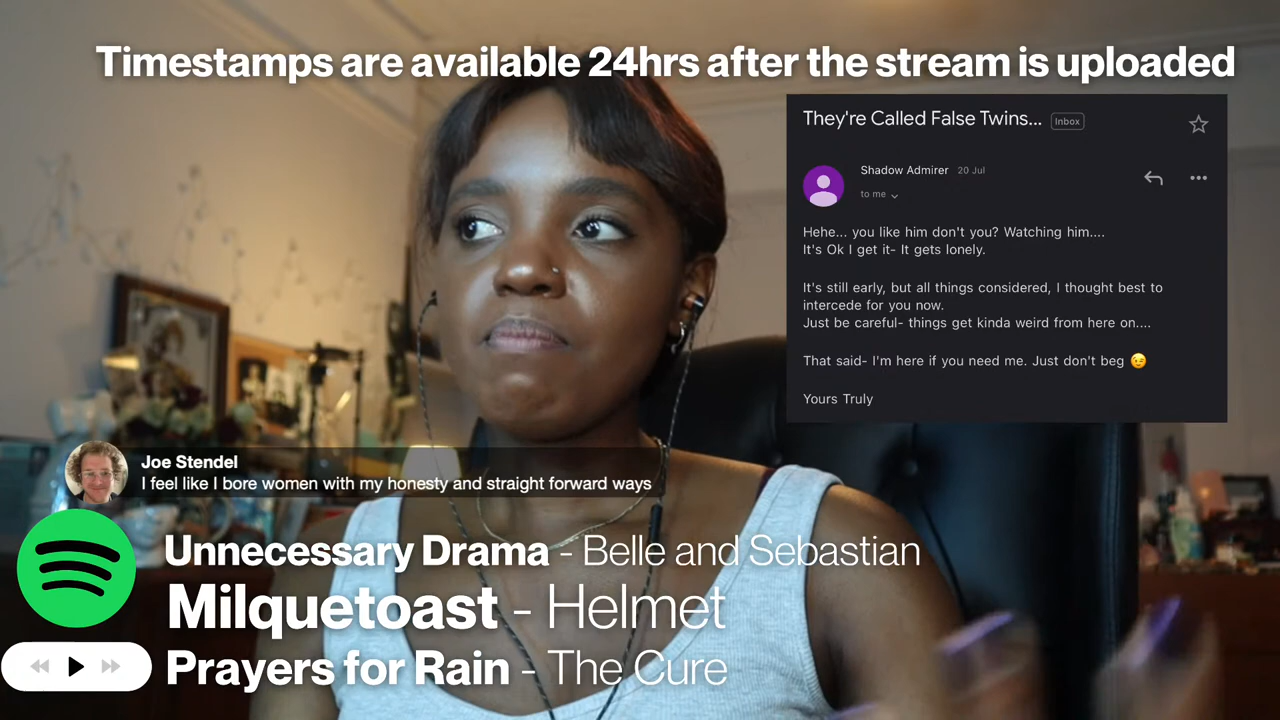 Timestamps are available 24hrs after the stream is uploaded
They're Called False Twins... Inbox
Shadow Admirer 20 Jul
to me
Hehe... you like him don't you? Watching him....
It's Ok I get it- It gets lonely.
It's still early, but all things considered, I thought best to
intercede for you now.
Just be careful- things get kinda weird from here on....
That said- I'm here if you need me. Just don't beg 😉
Yours Truly
Joe Stendel
I feel like I bore women with my honesty and straight forward ways
Unnecessary Drama - Belle and Sebastian
Milquetoast - Helmet
Prayers for Rain - The Cure